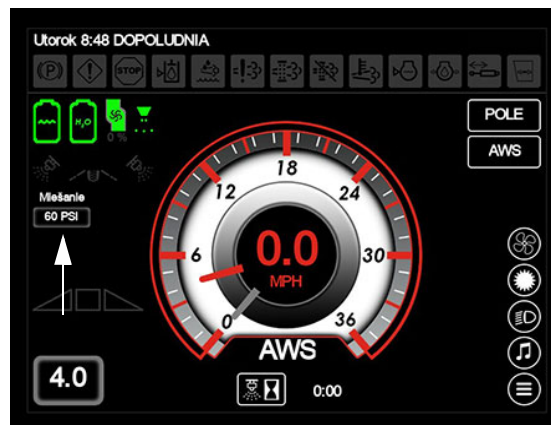 Utorok 8:48 DOPOLUDNIA
(P)
STOP
H₂O
0 %
POLE
AWS
Miešanie
60 PSI
0
6
12
18
24
30
36
0.0
MPH
AWS
4.0
0:00